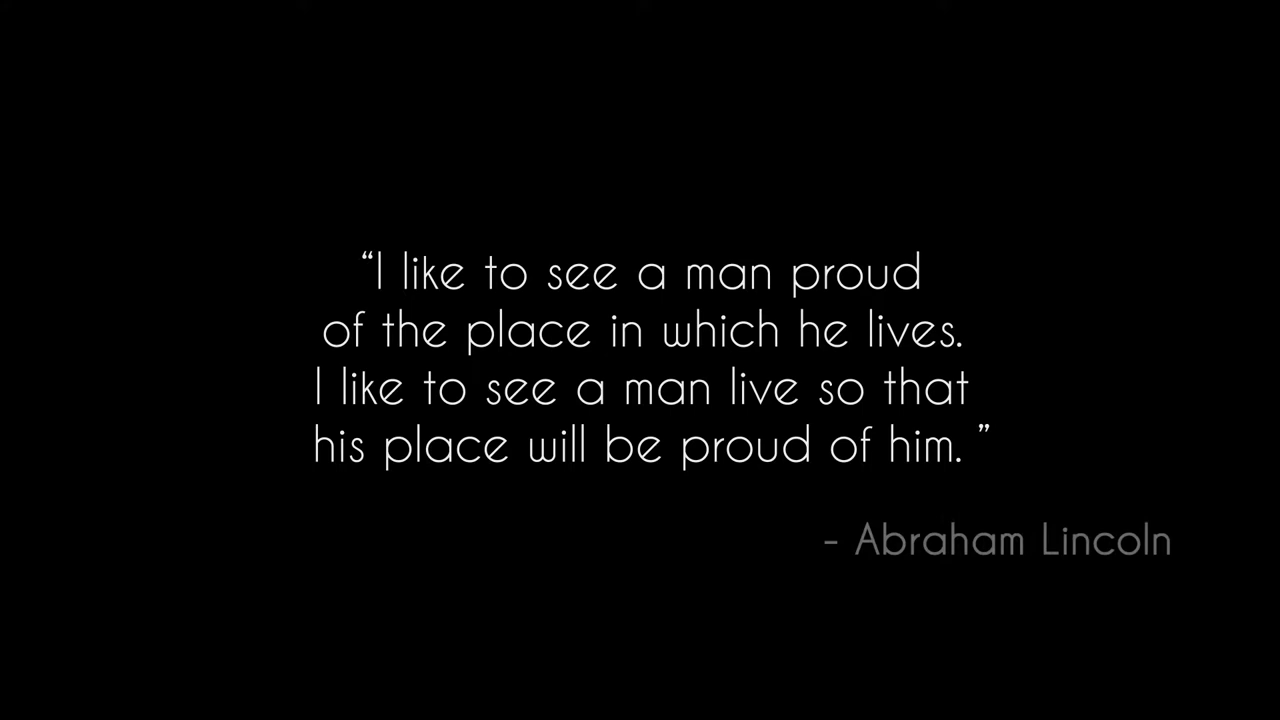 “I like to see a man proud
of the place in which he lives.
I like to see a man live so that
his place will be proud of him. ”
- Abraham Lincoln